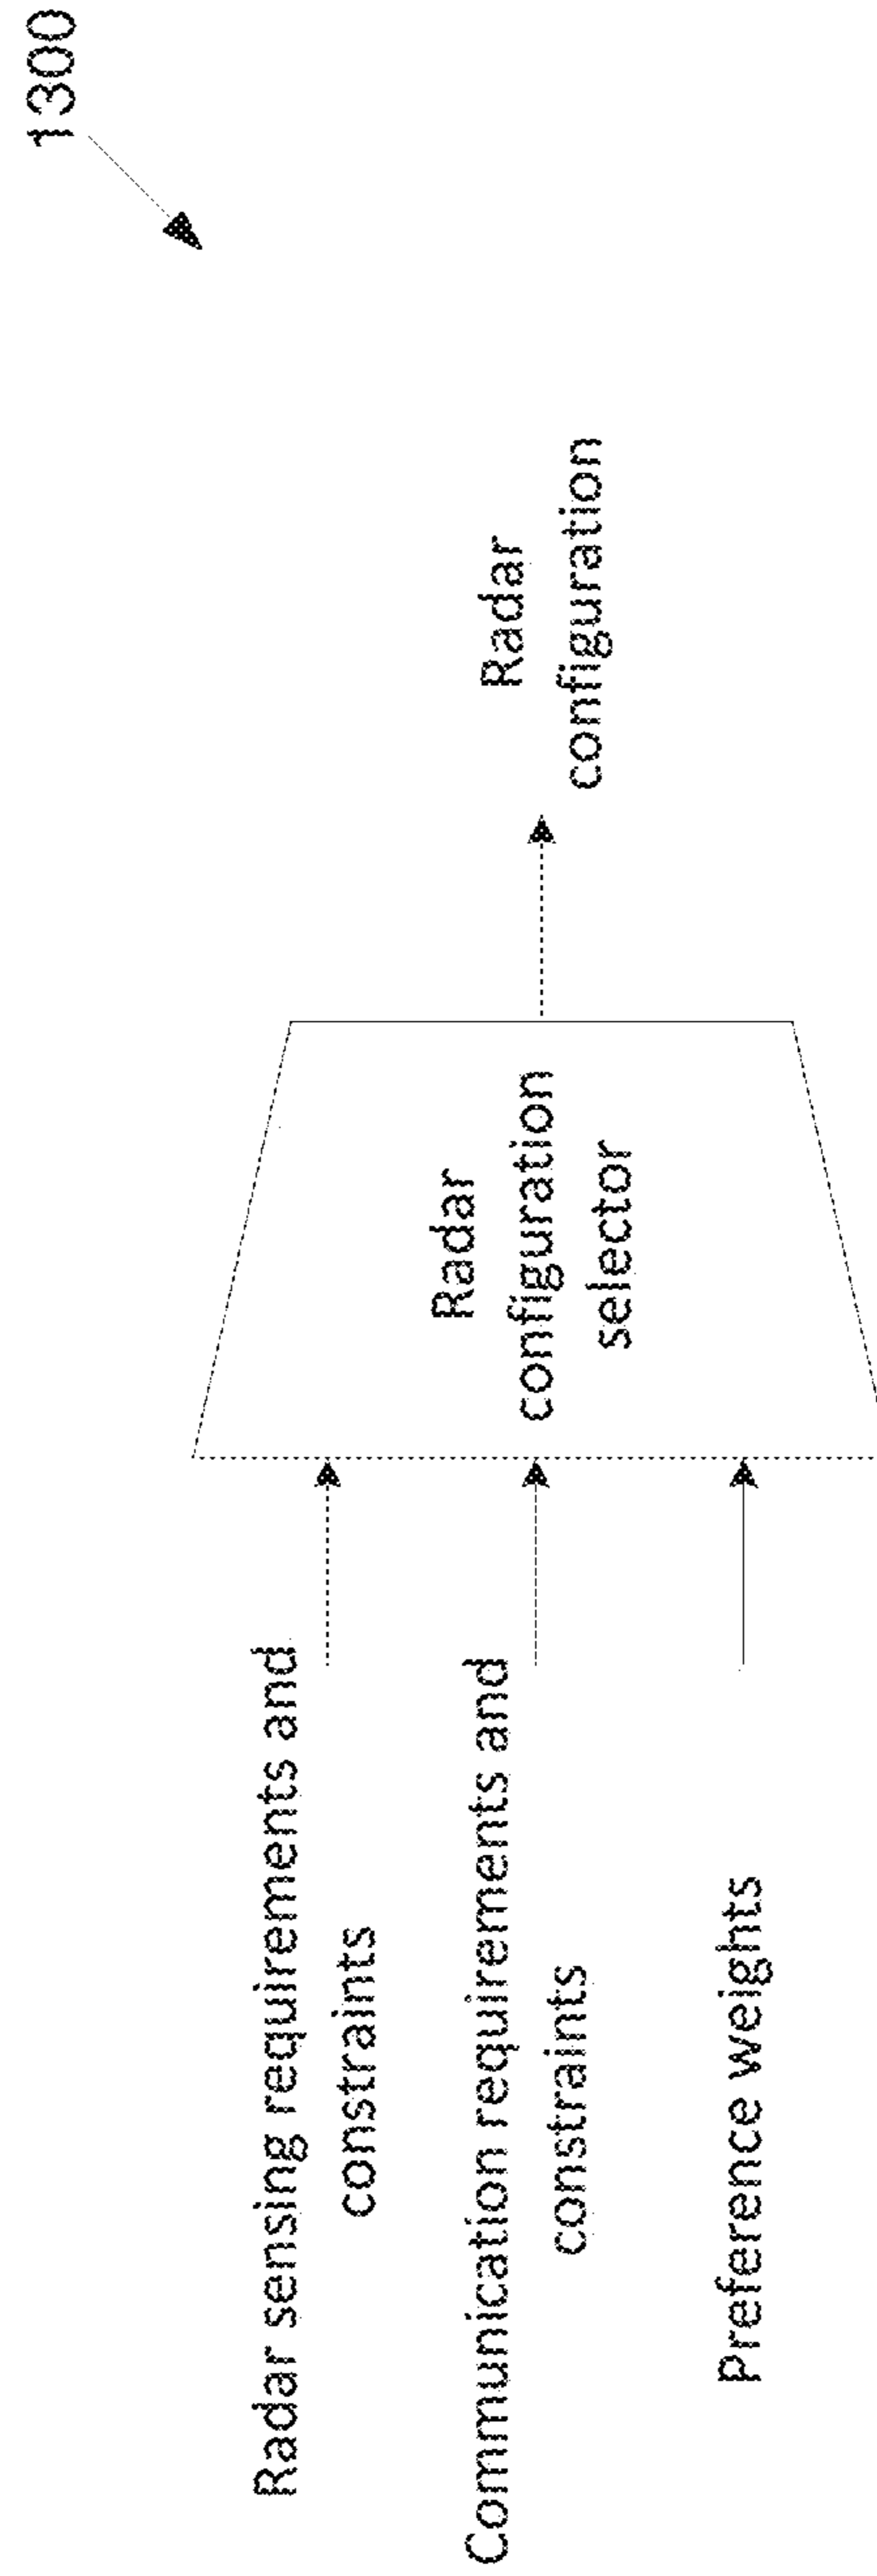 1300
Radar sensing requirements and
constraints
Communication requirements and
constraints
Preference weights
Radar
configuration
selector
Radar
configuration